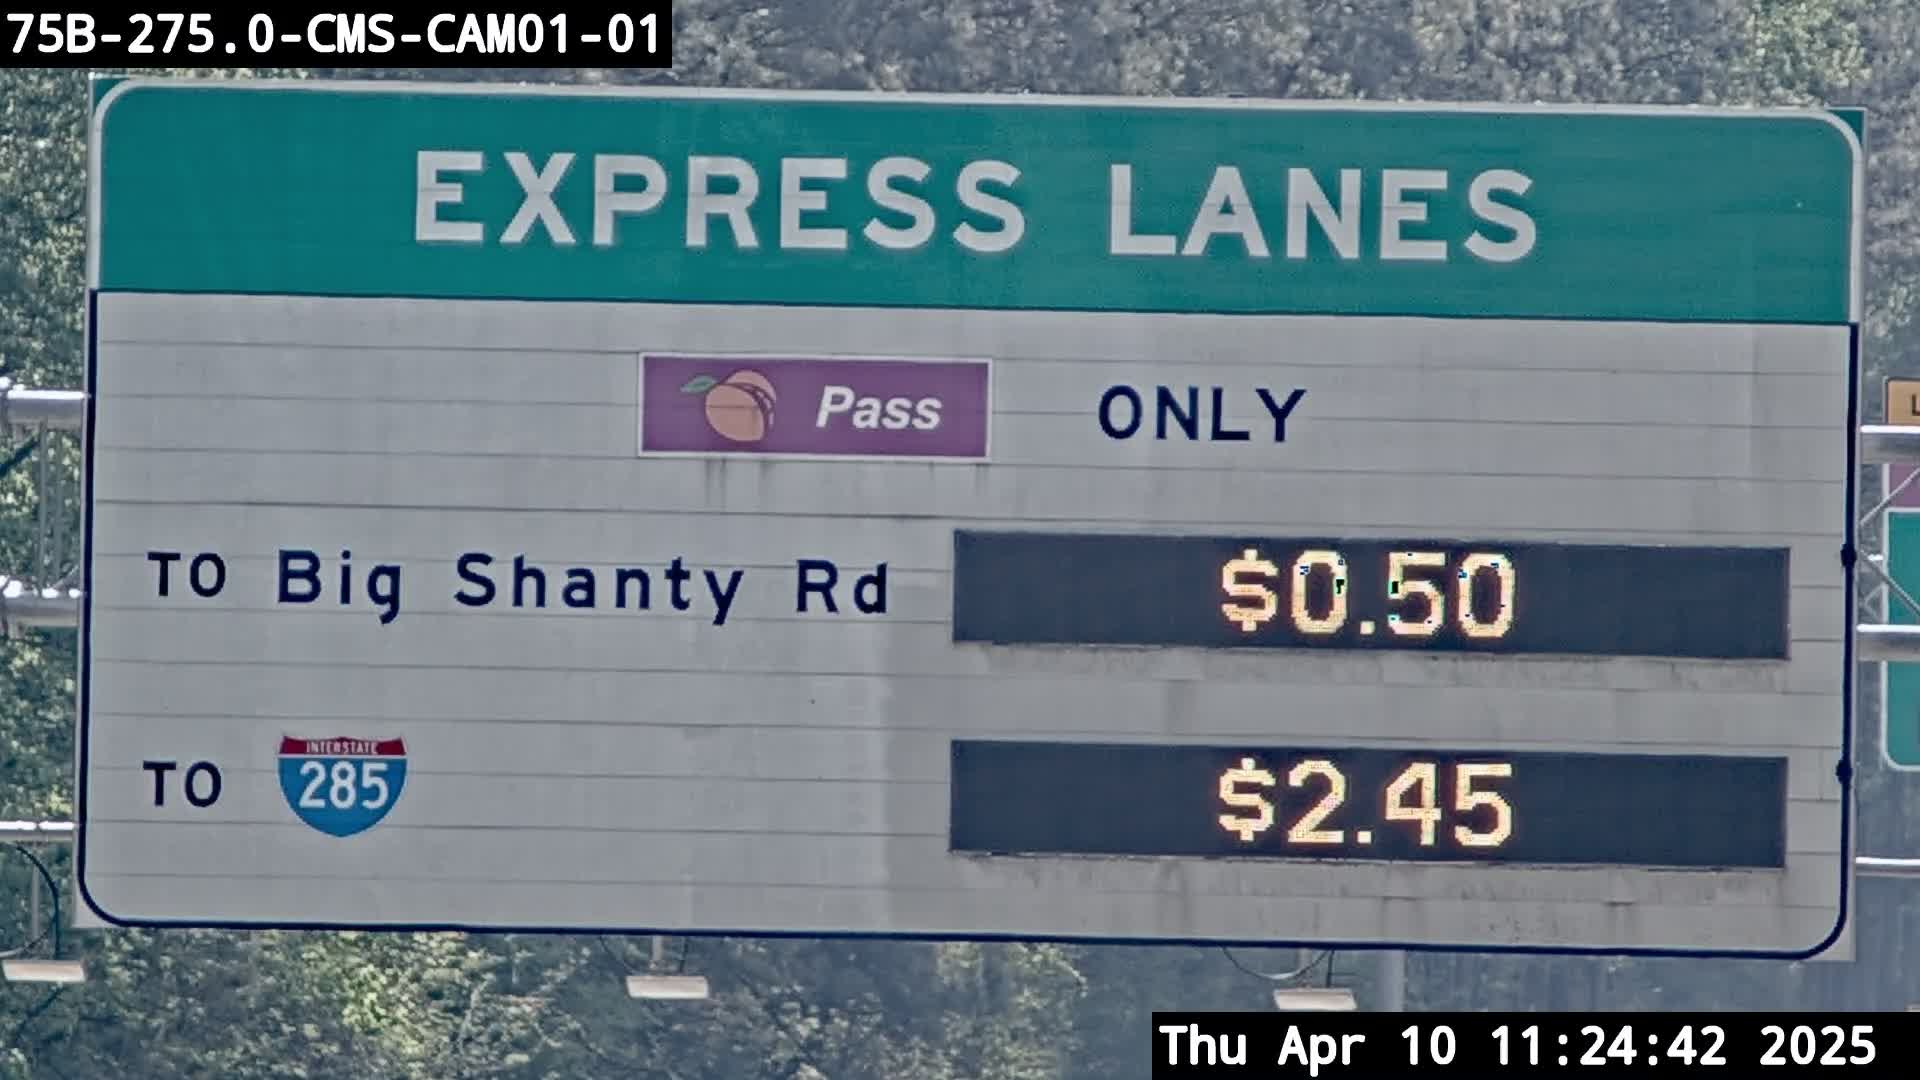 75B-275.0-CMS-CAM01-01
EXPRESS LANES
Pass ONLY
TO Big Shanty Rd $0.50
INTERSTATE
TO 285 $2.45
Thu Apr 10 11:24:42 2025